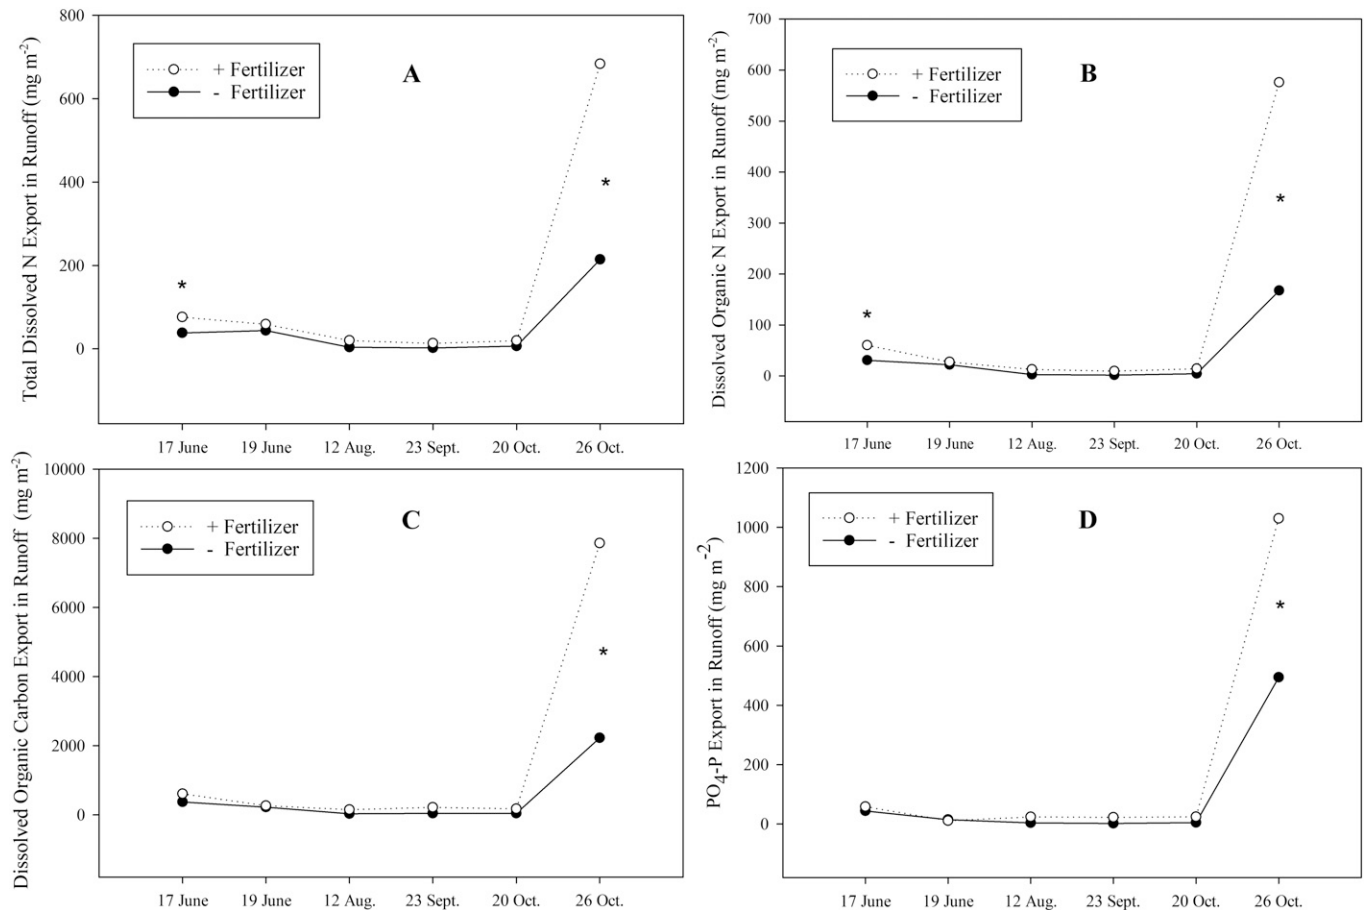 Total Dissolved N Export in Runoff (mg m-2)
800
600
400
200
0
+ Fertilizer
- Fertilizer
A
*
*
17 June 19 June 12 Aug. 23 Sept. 20 Oct. 26 Oct.
Dissolved Organic N Export in Runoff (mg m-2)
700
600
500
400
300
200
100
0
+ Fertilizer
- Fertilizer
B
*
*
17 June 19 June 12 Aug. 23 Sept. 20 Oct. 26 Oct.
Dissolved Organic Carbon Export in Runoff (mg m-2)
10000
8000
6000
4000
2000
0
+ Fertilizer
- Fertilizer
C
*
17 June 19 June 12 Aug. 23 Sept. 20 Oct. 26 Oct.
PO4-P Export in Runoff (mg m-2)
1200
1000
800
600
400
200
0
+ Fertilizer
- Fertilizer
D
*
17 June 19 June 12 Aug. 23 Sept. 20 Oct. 26 Oct.